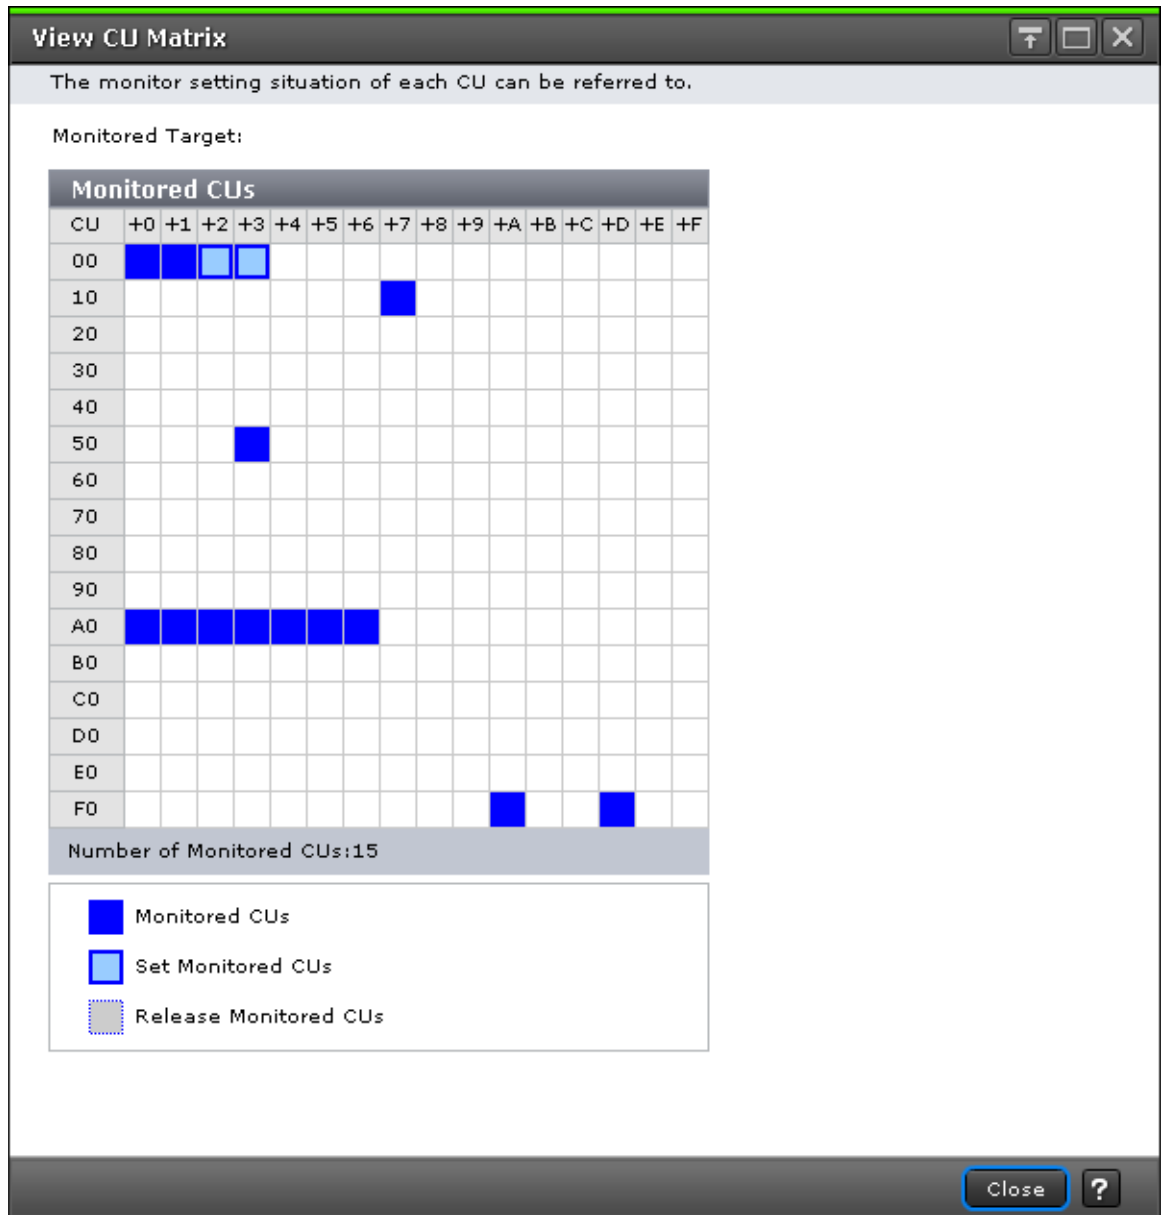 View CU Matrix
The monitor setting situation of each CU can be referred to.
Monitored Target:
Monitored CUs
CU +0 +1 +2 +3 +4 +5 +6 +7 +8 +9 +A +B +C +D +E +F
00
10
20
30
40
50
60
70
80
90
A0
B0
C0
D0
E0
F0
Number of Monitored CUs:15
Monitored CUs
Set Monitored CUs
Release Monitored CUs
Close ?